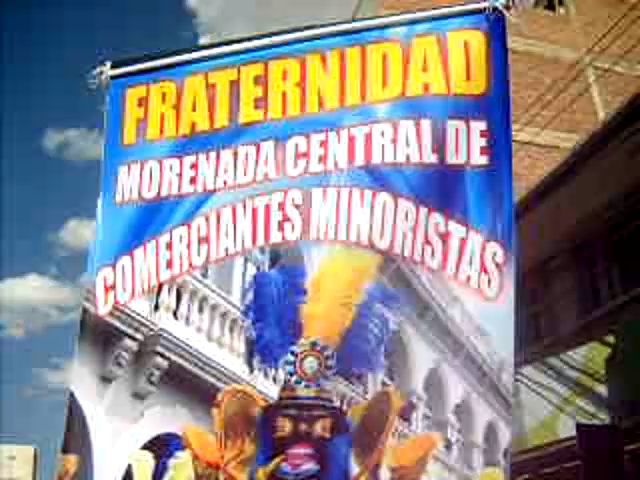 FRATERNIDAD
MORENADA CENTRAL DE
COMERCIANTES MINORISTAS